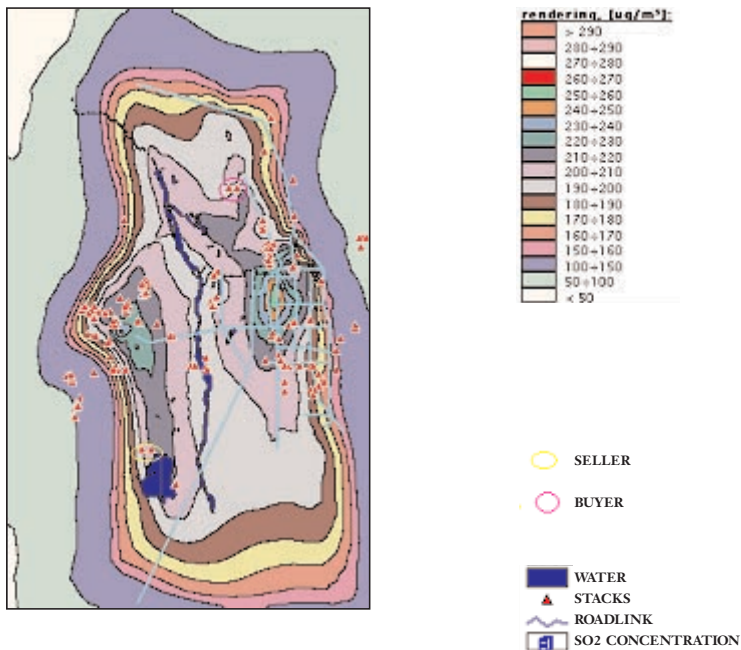 rendering, [ug/m³]:
> 290
280÷290
270÷280
260÷270
250÷260
240÷250
230÷240
220÷230
210÷220
200÷210
190÷200
180÷190
170÷180
160÷170
150÷160
100÷150
50÷100
< 50
SELLER
BUYER
WATER
STACKS
ROADLINK
SO2 CONCENTRATION